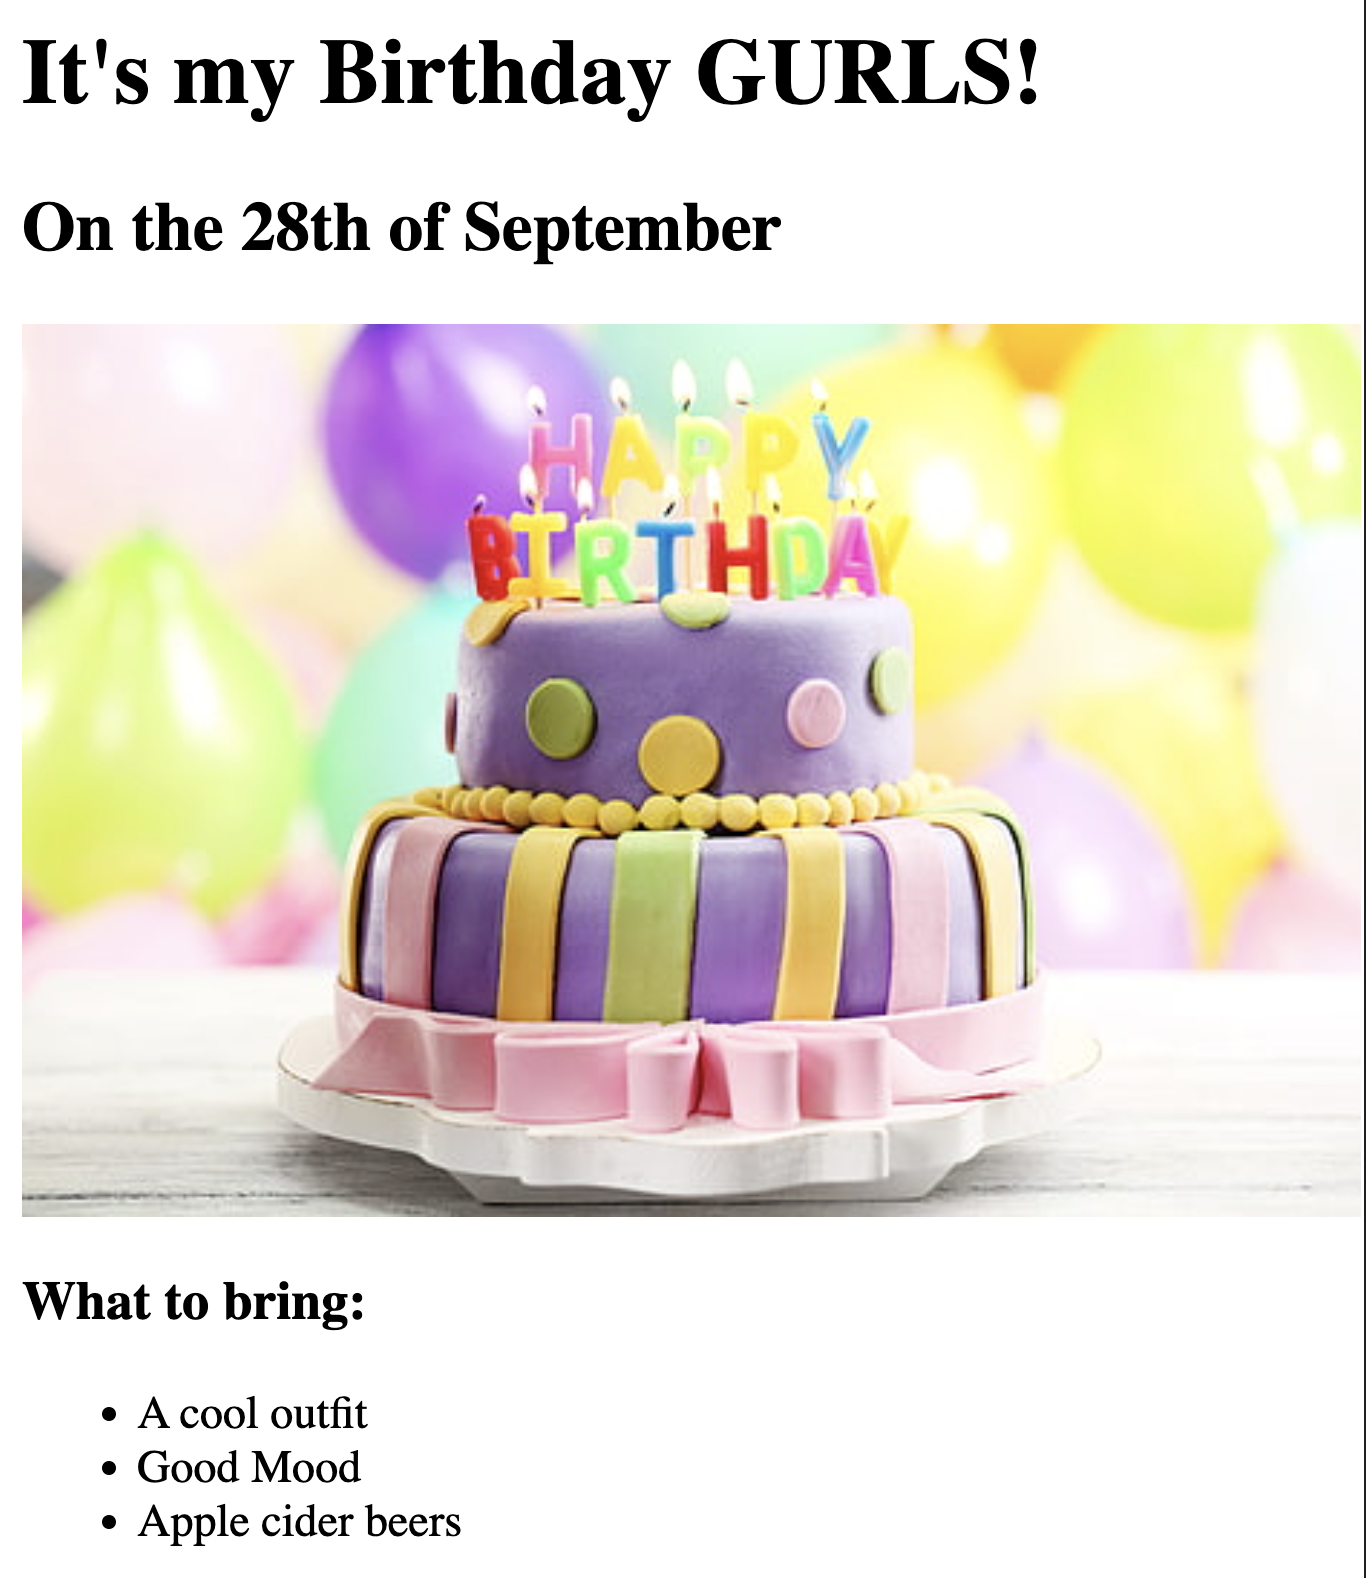 It's my Birthday GURLS!
On the 28th of September
HAPPY
BIRTHDAY
What to bring:
A cool outfit
Good Mood
Apple cider beers